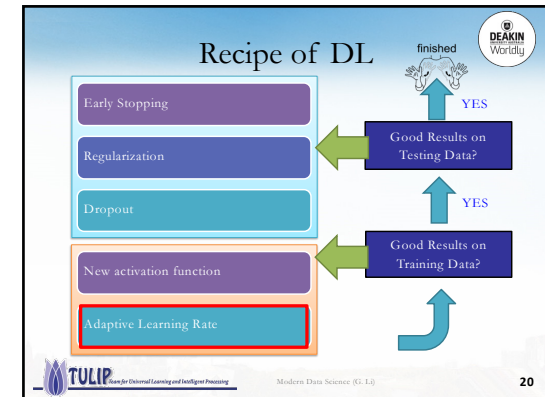 Recipe of DL
finished
DEAKIN
Worldly
Early Stopping
YES
Regularization
Good Results on
Testing Data?
Dropout
YES
New activation function
Good Results on
Training Data?
Adaptive Learning Rate
TULIP Team for Universal Learning and Intelligent Processing
Modern Data Science (G. Li)
20